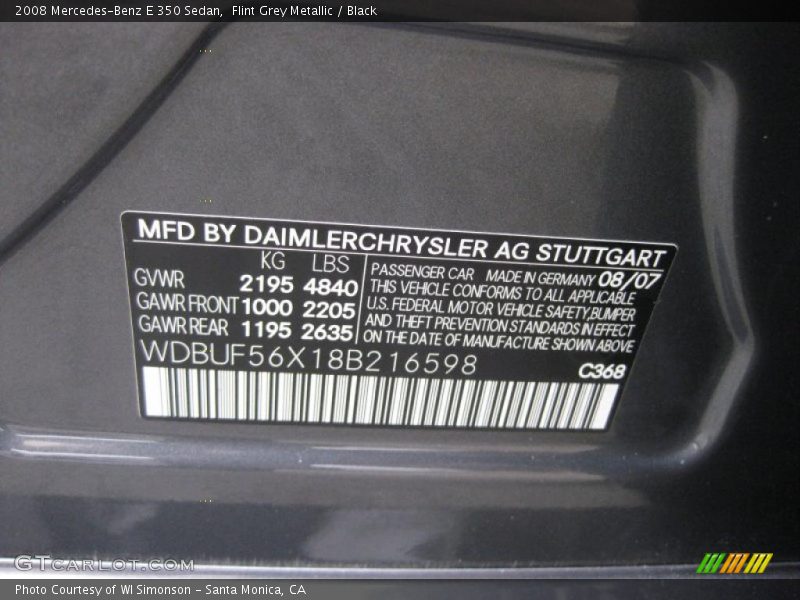 2008 Mercedes-Benz E 350 Sedan,  Flint Grey Metallic / Black
MFD BY DAIMLERCHRYSLER AG STUTTGART
KG LBS
GVWR 2195 4840
GAWR FRONT 1000 2205
GAWR REAR 1195 2635
PASSENGER CAR MADE IN GERMANY 08/07
THIS VEHICLE CONFORMS TO ALL APPLICABLE
U.S. FEDERAL MOTOR VEHICLE SAFETY,BUMPER
AND THEFT PREVENTION STANDARDS IN EFFECT
ON THE DATE OF MANUFACTURE SHOWN ABOVE
WDBUF56X18B216598
C368
GTCARLOT.COM
Photo Courtesy of WI Simonson - Santa Monica, CA